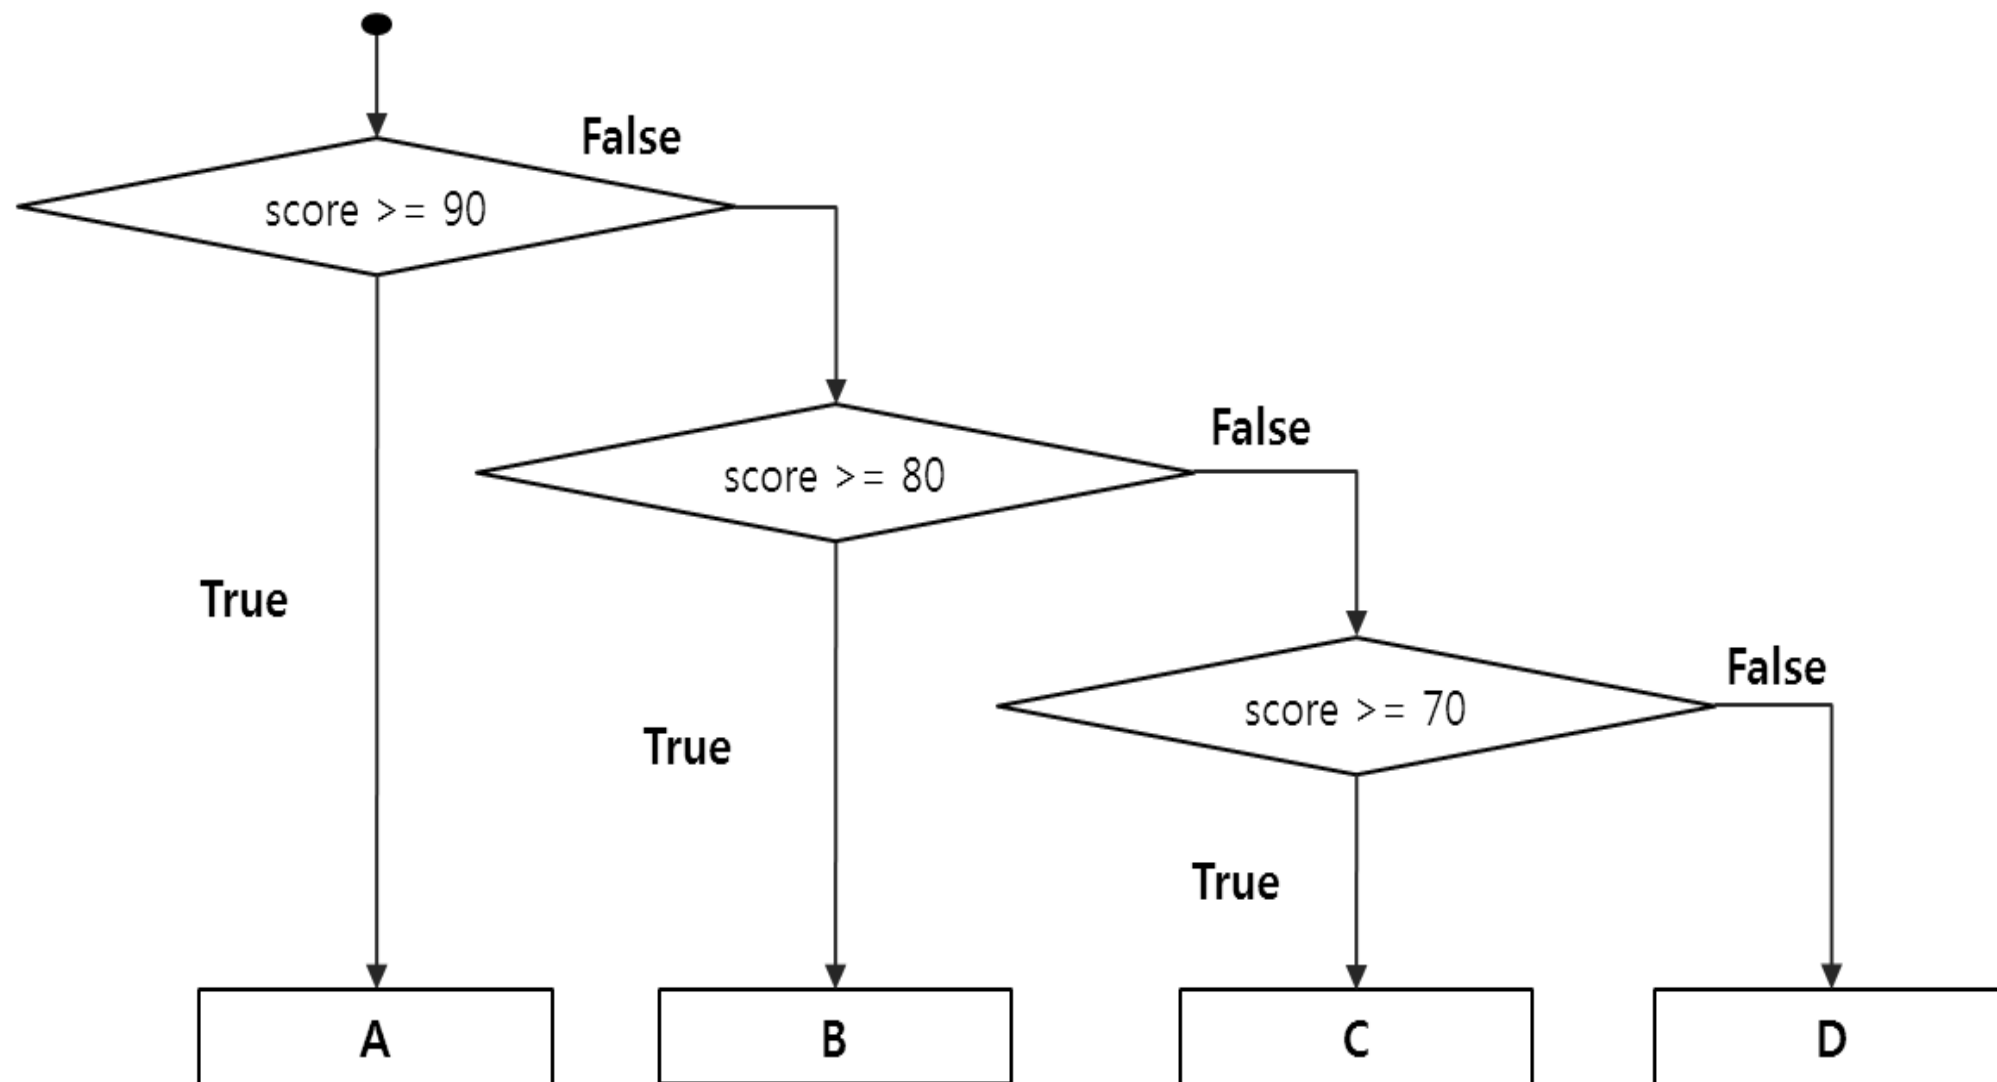 False
score >= 90
False
score >= 80
True
False
score >= 70
True
True
A
B
C
D